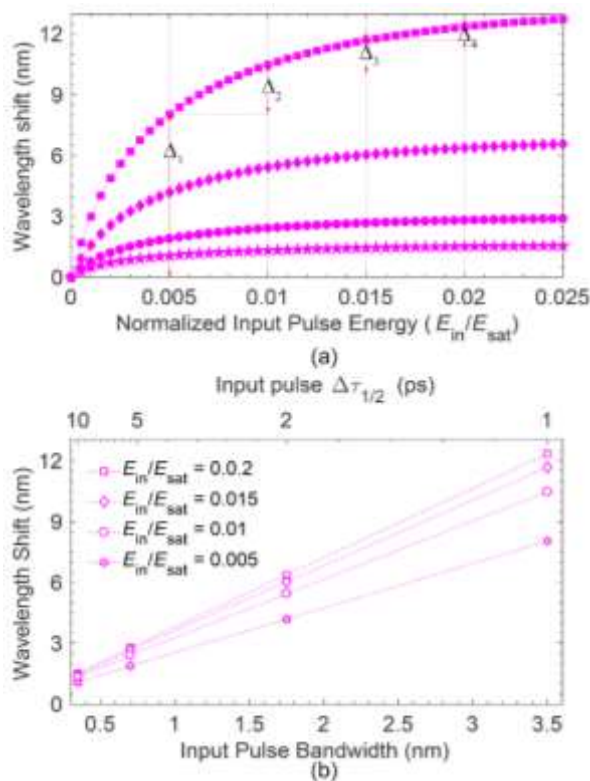 12
9
6
3
0
Wavelength shift (nm)
Δ1
Δ2
Δ3
Δ4
0 0.005 0.01 0.015 0.02 0.025
Normalized Input Pulse Energy (Ein/Esat)
(a)
Input pulse Δτ1/2 (ps)
10 5 2 1
12
9
6
3
0
Wavelength Shift (nm)
Ein/Esat = 0.0.2
Ein/Esat = 0.015
Ein/Esat = 0.01
Ein/Esat = 0.005
0.5 1 1.5 2 2.5 3 3.5
Input Pulse Bandwidth (nm)
(b)